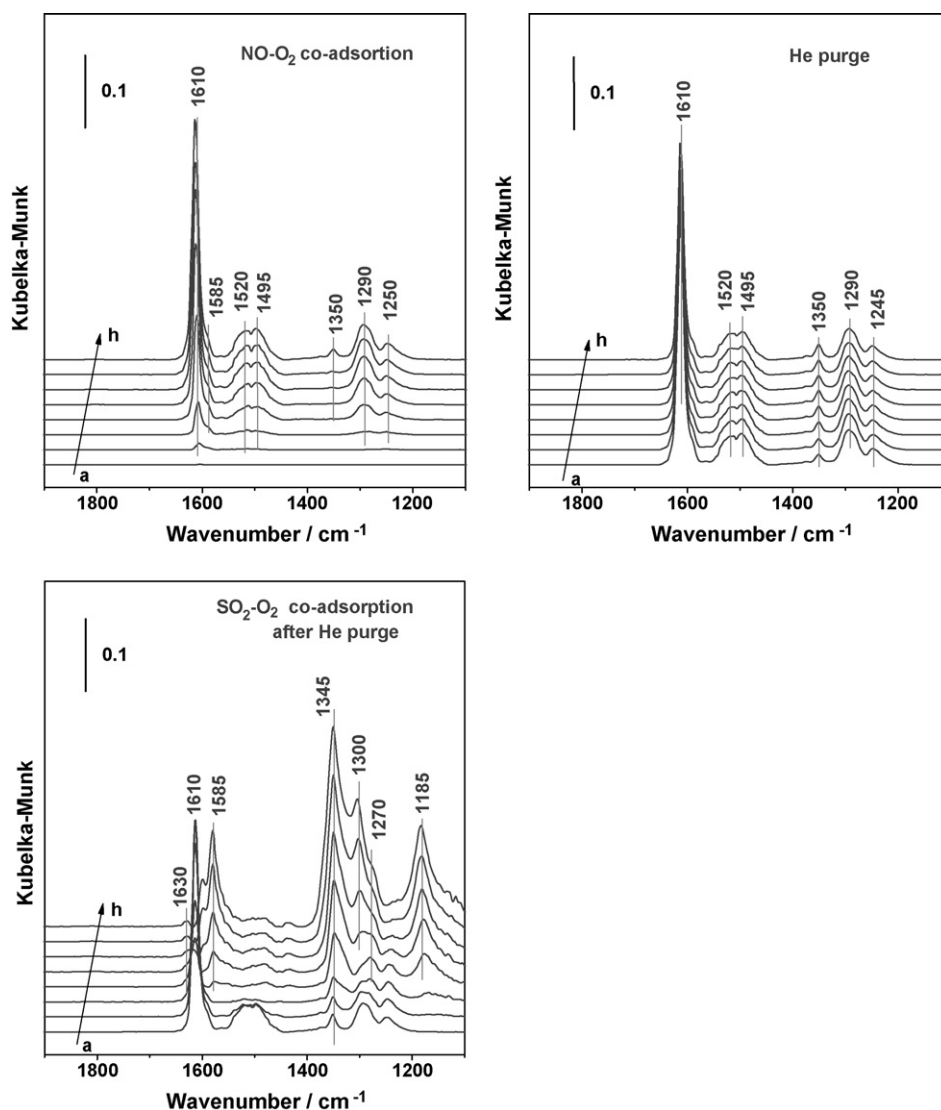 NO-O2 co-adsortion
0.1
1610
1585
1520
1495
1350
1290
1250
h
a
Kubelka-Munk
1800 1600 1400 1200
Wavenumber / cm -1
He purge
0.1
1610
1520
1495
1350
1290
1245
h
a
Kubelka-Munk
1800 1600 1400 1200
Wavenumber / cm -1
SO2-O2 co-adsorption
after He purge
0.1
1630
1610
1585
1345
1300
1270
1185
h
a
Kubelka-Munk
1800 1600 1400 1200
Wavenumber / cm -1